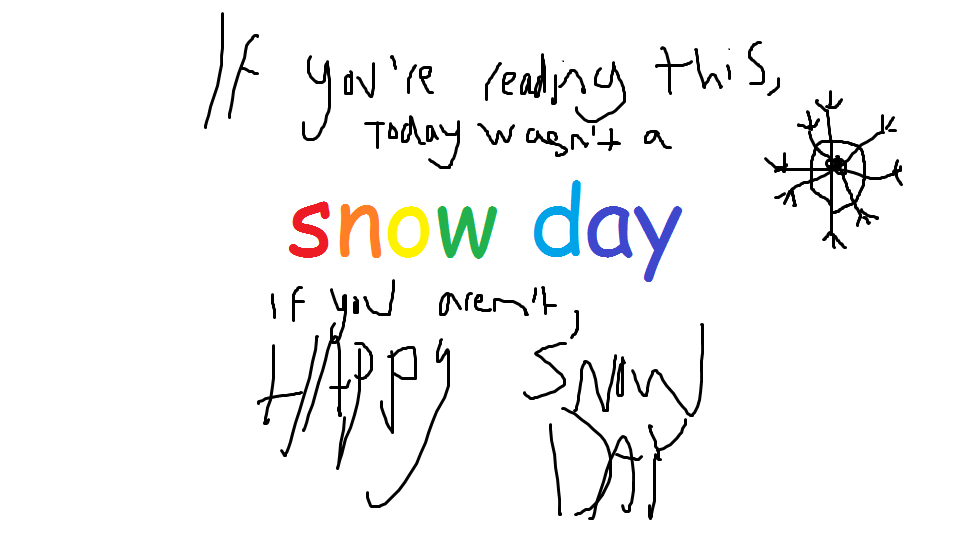 If you're reading this,
Today wasn't a
snow day
if you aren't,
HAPPY SNOW
DAY